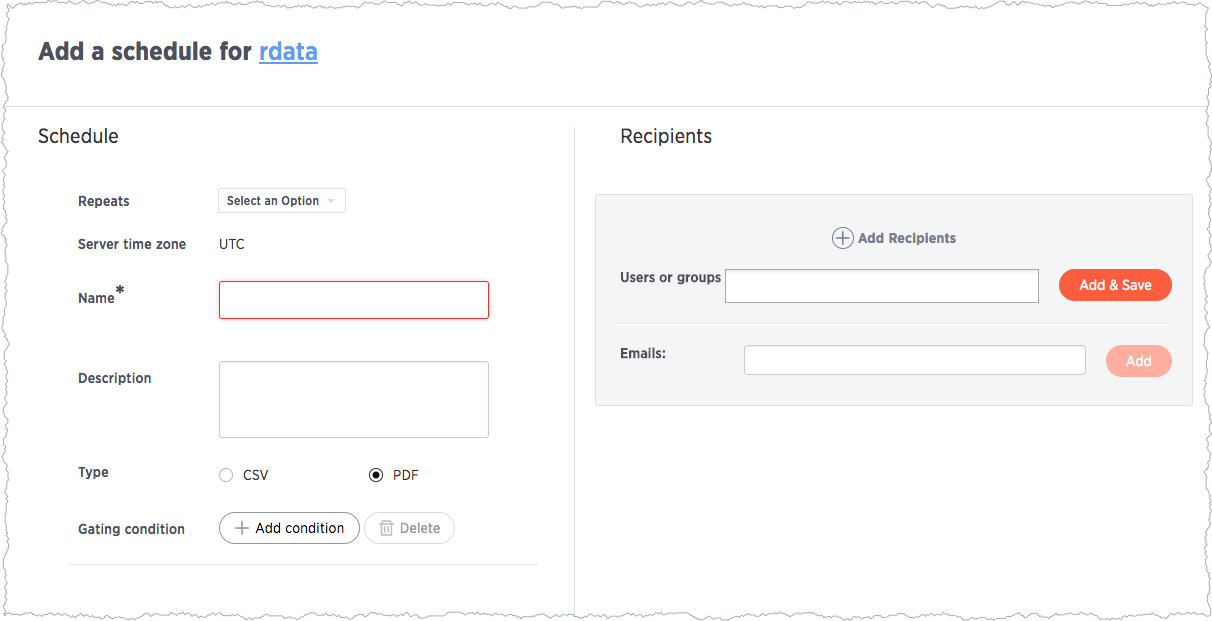 Add a schedule for rdata
Schedule
Repeats
Select an Option
Server time zone
UTC
Name*
Description
Type
CSV
PDF
Gating condition
Add condition
Delete
Recipients
Add Recipients
Users or groups
Add & Save
Emails:
Add